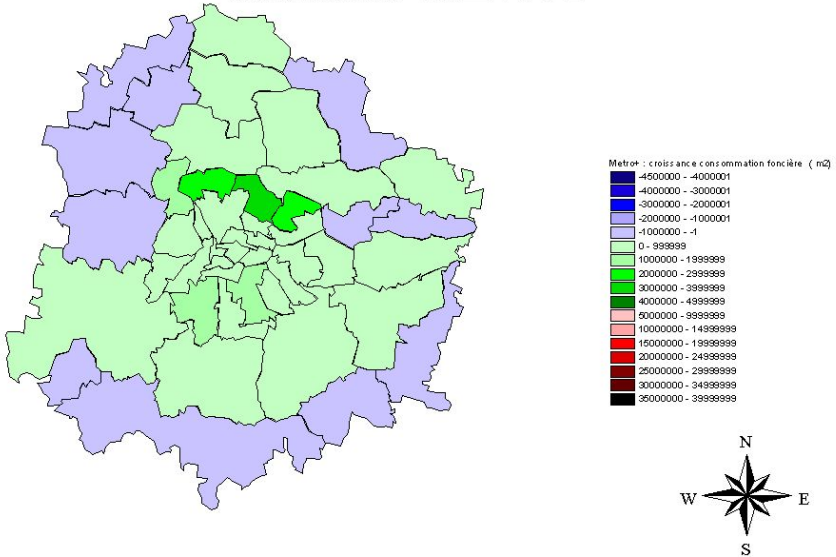 Metro+ : croissance consommation foncière ( m2)
-4500000 - -4000001
-4000000 - -3000001
-3000000 - -2000001
-2000000 - -1000001
-1000000 - -1
0 - 999999
1000000 - 1999999
2000000 - 2999999
3000000 - 3999999
4000000 - 4999999
5000000 - 9999999
10000000 - 14999999
15000000 - 19999999
20000000 - 24999999
25000000 - 29999999
30000000 - 34999999
35000000 - 39999999
N
W E
S